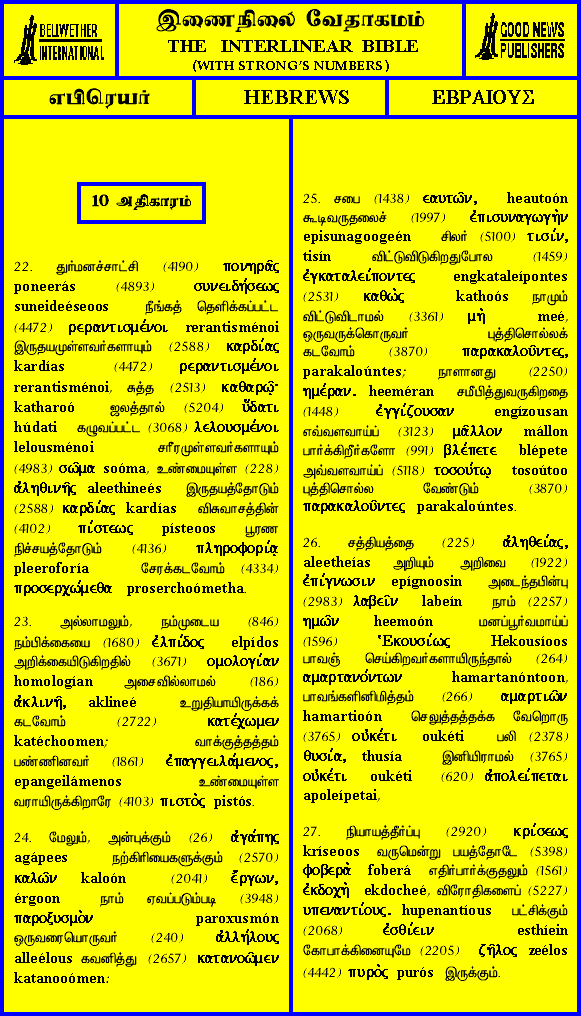 BELLWETHER
INTERNATIONAL
இணைநிலை வேதாகமம்
THE INTERLINEAR BIBLE
(WITH STRONG'S NUMBERS)
GOOD NEWS
PUBLISHERS
எபிரெயர்
HEBREWS
ΕΒΡΑΙΟΥΣ
10 அதிகாரம்
22. துர்மனச்சாட்சி (4190) πονηρᾶς
poneerás (4893) συνειδήσεως
suneideéseoos நீங்கத் தெளிக்கப்பட்ட
(4472) ρεραντισμένοι rerantisménoi
இருதயமுள்ளவர்களாயும் (2588) καρδίας
kardías (4472) ρεραντισμένοι
rerantisménoi, சுத்த (2513) καθαρῷ·
katharoó ஜலத்தால் (5204) ὕδατι
húdati கழுவப்பட்ட (3068) λελουσμένοι
lelousménoi சரீரமுள்ளவர்களாயும்
(4983) σῶμα soóma, உண்மையுள்ள (228)
ἀληθινῆς aleethineés இருதயத்தோடும்
(2588) καρδίας kardías விசுவாசத்தின்
(4102) πίστεως písteoos பூரண
நிச்சயத்தோடும் (4136) πληροφορίᾳ
pleeroforía சேரக்கடவோம் (4334)
προσερχώμεθα proserchoómetha.
23. அல்லாமலும், நம்முடைய (846)
நம்பிக்கையை (1680) ἐλπίδος elpídos
அறிக்கையிடுகிறதில் (3671) ομολογίαν
homologían அசைவில்லாமல் (186)
ἀκλινῆ, aklineé உறுதியாயிருக்கக்
கடவோம் (2722) κατέχωμεν
katéchoomen; வாக்குத்தத்தம்
பண்ணினவர் (1861) ἐπαγγειλάμενος,
epangeilámenos உண்மையுள்ள
வராயிருக்கிறாரே (4103) πιστὸς pistós.
24. மேலும், அன்புக்கும் (26) ἀγάπης
agápees நற்கிரியைகளுக்கும் (2570)
καλῶν kaloón (2041) ἔργων,
érgoon நாம் ஏவப்படும்படி (3948)
παροξυσμὸν paroxusmón
ஒருவரையொருவர் (240) ἀλλήλους
alleélous கவனித்து (2657) κατανοῶμεν
katanooómen;
25. சபை (1438) εαυτῶν, heautoón
கூடிவருதலைச் (1997) ἐπισυναγωγὴν
episunagoogeén சிலர் (5100) τισίν,
tisín விட்டுவிடுகிறதுபோல (1459)
ἐγκαταλείποντες engkataleípontes
(2531) καθὼς kathoós நாமும்
விட்டுவிடாமல் (3361) μὴ meé,
ஒருவருக்கொருவர் புத்திசொல்லக்
கடவோம் (3870) παρακαλοῦντες,
parakaloúntes; நாளானது (2250)
ημέραν. heeméran சமீபித்துவருகிறதை
(1448) ἐγγίζουσαν engízousan
எவ்வளவாய்ப் (3123) μᾶλλον mállon
பார்க்கிறீர்களோ (991) βλέπετε blépete
அவ்வளவாய்ப் (5118) τοσούτῳ tosoútoo
புத்திசொல்ல வேண்டும் (3870)
παρακαλοῦντες parakaloúntes.
26. சத்தியத்தை (225) ἀληθείας,
aleetheías அறியும் அறிவை (1922)
ἐπίγνωσιν epígnoosin அடைந்தபின்பு
(2983) λαβεῖν labeín நாம் (2257)
ημῶν heemoón மனப்பூர்வமாய்ப்
(1596) Ἑκουσίως Hekousíoos
பாவஞ் செய்கிறவர்களாயிருந்தால் (264)
αμαρτανόντων hamartanóntoon,
பாவங்களினிமித்தம் (266) αμαρτιῶν
hamartioón செலுத்தத்தக்க வேறொரு
(3765) οὐκέτι oukéti பலி (2378)
θυσία, thusía இனியிராமல் (3765)
οὐκέτι oukéti (620) ἀπολείπεται
apoleípetai,
27. நியாயத்தீர்ப்பு (2920) κρίσεως
kríseoos வருமென்று பயத்தோடே (5398)
φοβερὰ foberá எதிர்பார்க்குதலும் (1561)
ἐκδοχὴ ekdocheé, விரோதிகளைப் (5227)
υπεναντίους. hupenantíous பட்சிக்கும்
(2068) ἐσθίειν esthíein
கோபாக்கினையுமே (2205) ζῆλος zeélos
(4442) πυρὸς purós இருக்கும்.